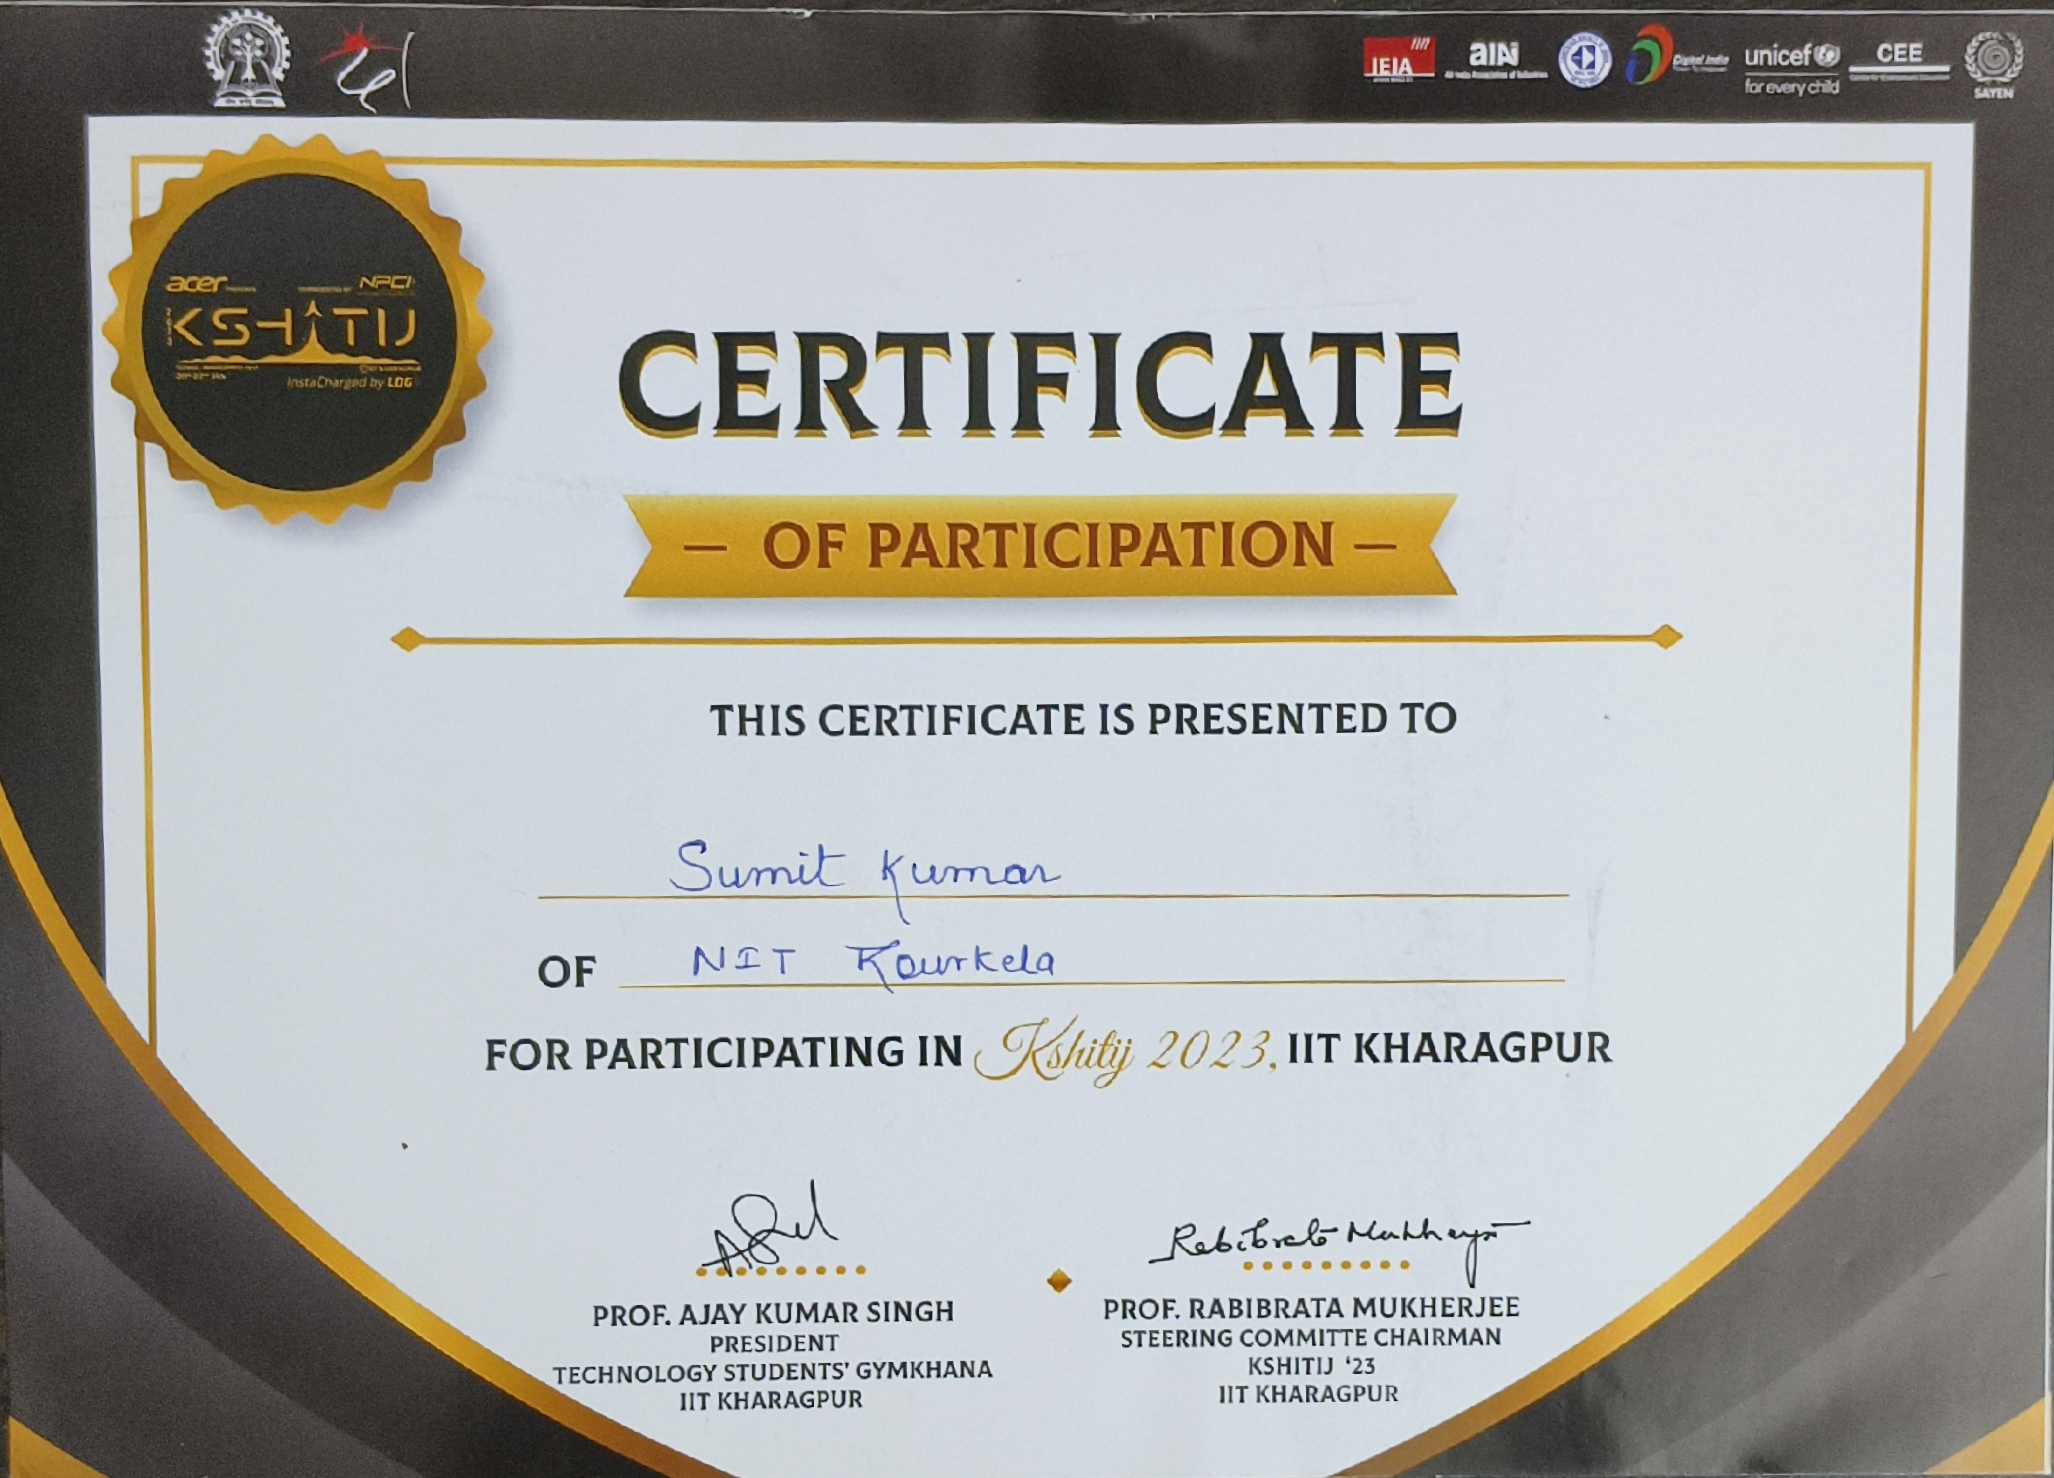 IEIA
aiAi
Digital India
unicef
for every child
CEE
SAYEN
acer
NPCI
KSHITIJ
InstaCharged by LOG
CERTIFICATE
— OF PARTICIPATION —
THIS CERTIFICATE IS PRESENTED TO
Sumit Kumar
OF NIT Rourkela
FOR PARTICIPATING IN Kshitij 2023, IIT KHARAGPUR
Rabibrata Mukherjee
PROF. AJAY KUMAR SINGH
PRESIDENT
TECHNOLOGY STUDENTS' GYMKHANA
IIT KHARAGPUR
PROF. RABIBRATA MUKHERJEE
STEERING COMMITTE CHAIRMAN
KSHITIJ ‘23
IIT KHARAGPUR